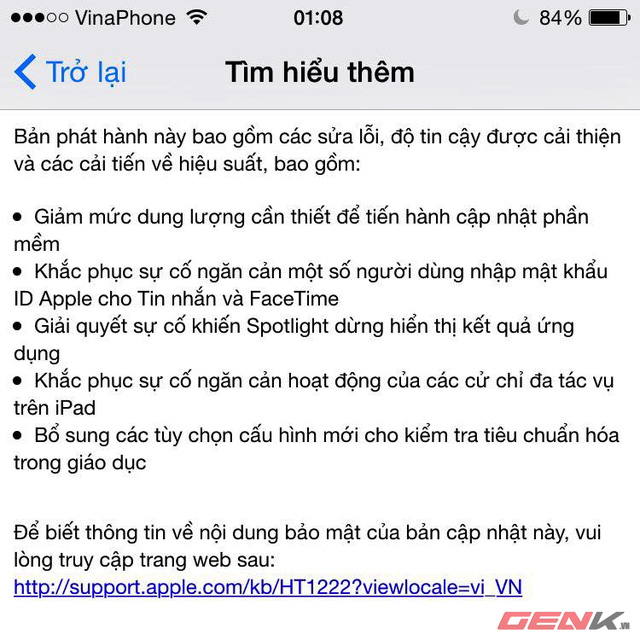 VinaPhone 01:08 84%
Trở lại Tìm hiểu thêm
Bản phát hành này bao gồm các sửa lỗi, độ tin cậy được cải thiện
và các cải tiến về hiệu suất, bao gồm:
• Giảm mức dung lượng cần thiết để tiến hành cập nhật phần
mềm
• Khắc phục sự cố ngăn cản một số người dùng nhập mật khẩu
ID Apple cho Tin nhắn và FaceTime
• Giải quyết sự cố khiến Spotlight dừng hiển thị kết quả ứng
dụng
• Khắc phục sự cố ngăn cản hoạt động của các cử chỉ đa tác vụ
trên iPad
• Bổ sung các tùy chọn cấu hình mới cho kiểm tra tiêu chuẩn hóa
trong giáo dục
Để biết thông tin về nội dung bảo mật của bản cập nhật này, vui
lòng truy cập trang web sau:
http://support.apple.com/kb/HT1222?viewlocale=vi_VN
GENK.VN